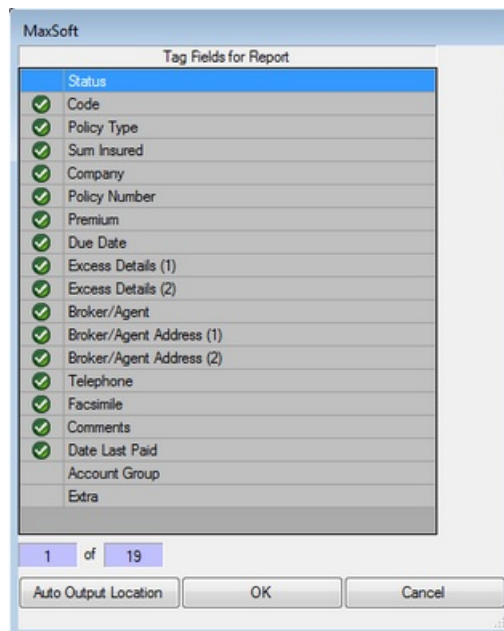 MaxSoft
Tag Fields for Report
Status
Code
Policy Type
Sum Insured
Company
Policy Number
Premium
Due Date
Excess Details (1)
Excess Details (2)
Broker/Agent
Broker/Agent Address (1)
Broker/Agent Address (2)
Telephone
Facsimile
Comments
Date Last Paid
Account Group
Extra
1 of 19
Auto Output Location OK Cancel